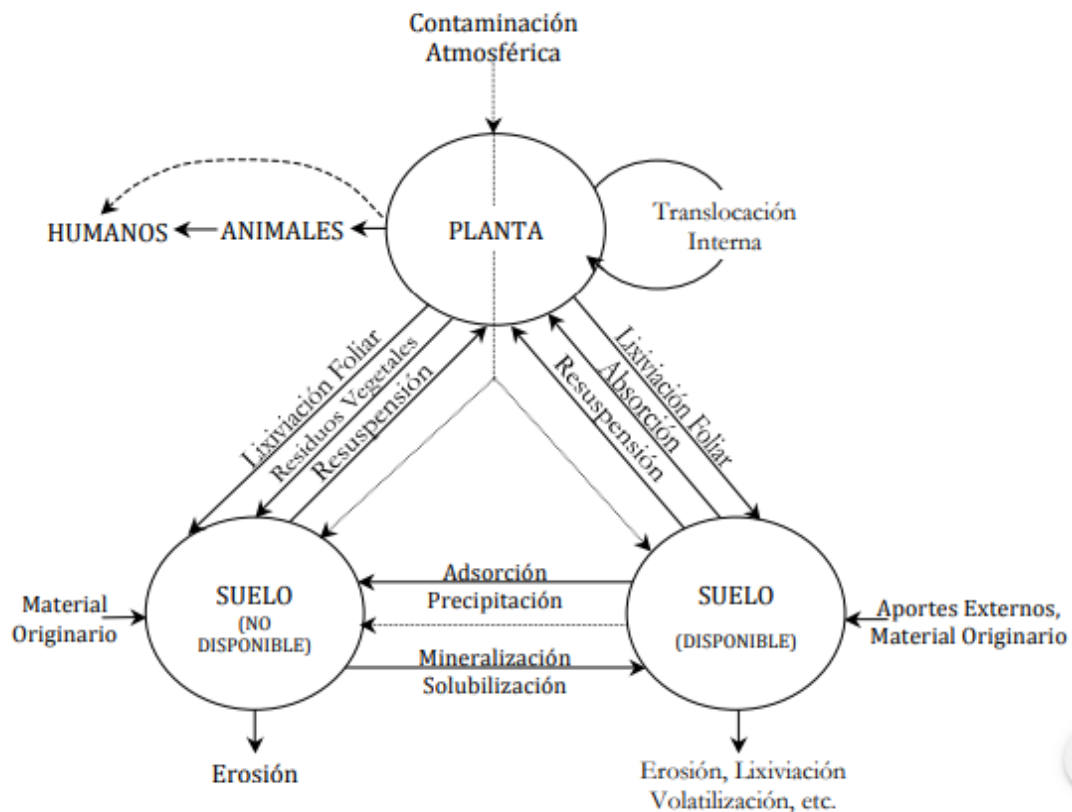 Contaminación
Atmosférica
HUMANOS
ANIMALES
PLANTA
Translocación
Interna
Lixiviación Foliar
Residuos Vegetales
Resuspensión
Resuspensión
Absorción
Lixiviación Foliar
Material
Originario
SUELO
(NO
DISPONIBLE)
Adsorción
Precipitación
Mineralización
Solubilización
SUELO
(DISPONIBLE)
Aportes Externos,
Material Originario
Erosión
Erosión, Lixiviación
Volatilización, etc.